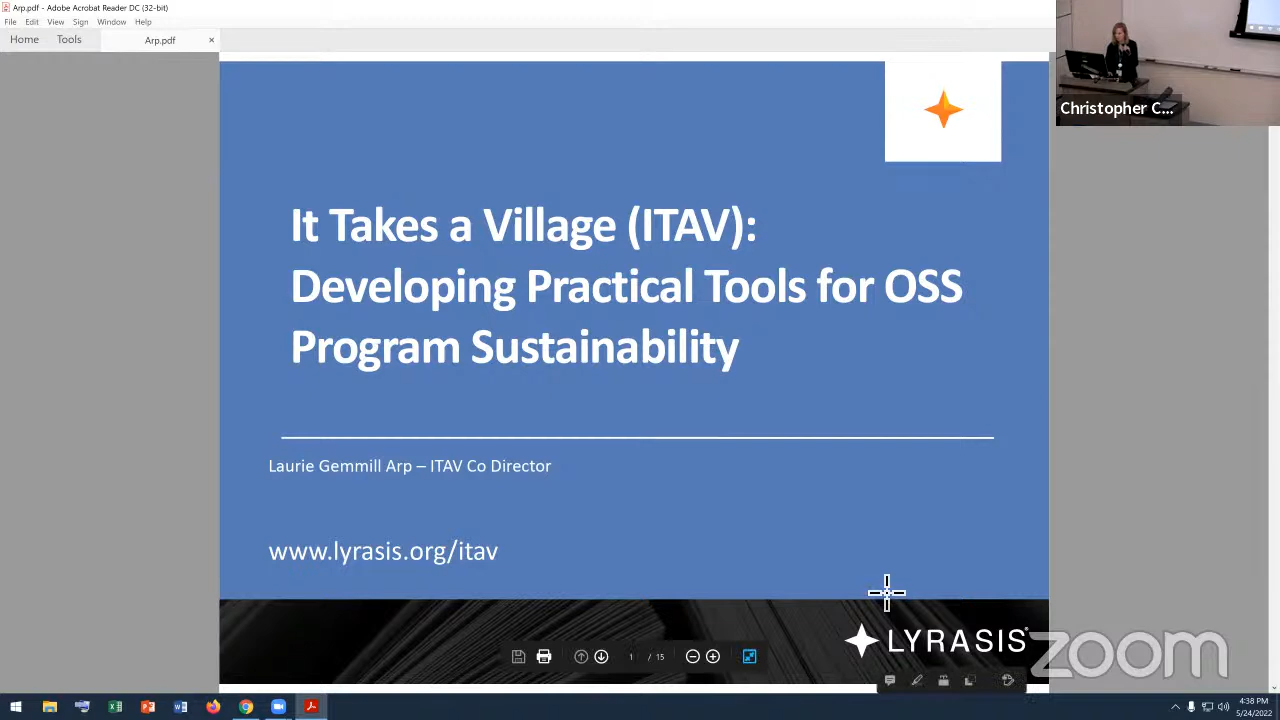 Arp.pdf - Adobe Acrobat Reader DC (32-bit)
File Edit View Sign Window Help
Home Tools Arp.pdf ×
Christopher C...
It Takes a Village (ITAV):
Developing Practical Tools for OSS
Program Sustainability
Laurie Gemmill Arp – ITAV Co Director
www.lyrasis.org/itav
LYRASIS
1 / 15
zoom
4:38 PM
5/24/2022